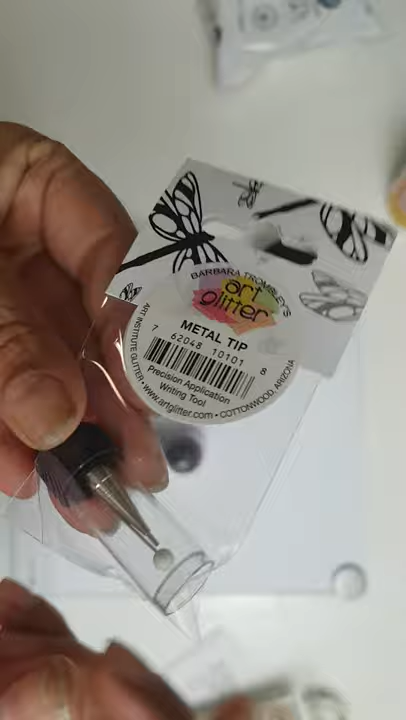 BARBARA TROMBLEY'S
art
glitter
METAL TIP
7 62048 10101 8
Precision Application
Writing Tool
ART INSTITUTE GLITTER • www.artglitter.com • COTTONWOOD, ARIZONA